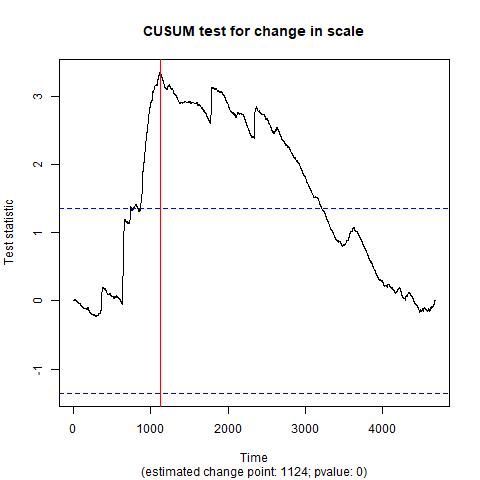 CUSUM test for change in scale
Test statistic
3
2
1
0
-1
0 1000 2000 3000 4000
Time
(estimated change point: 1124; pvalue: 0)